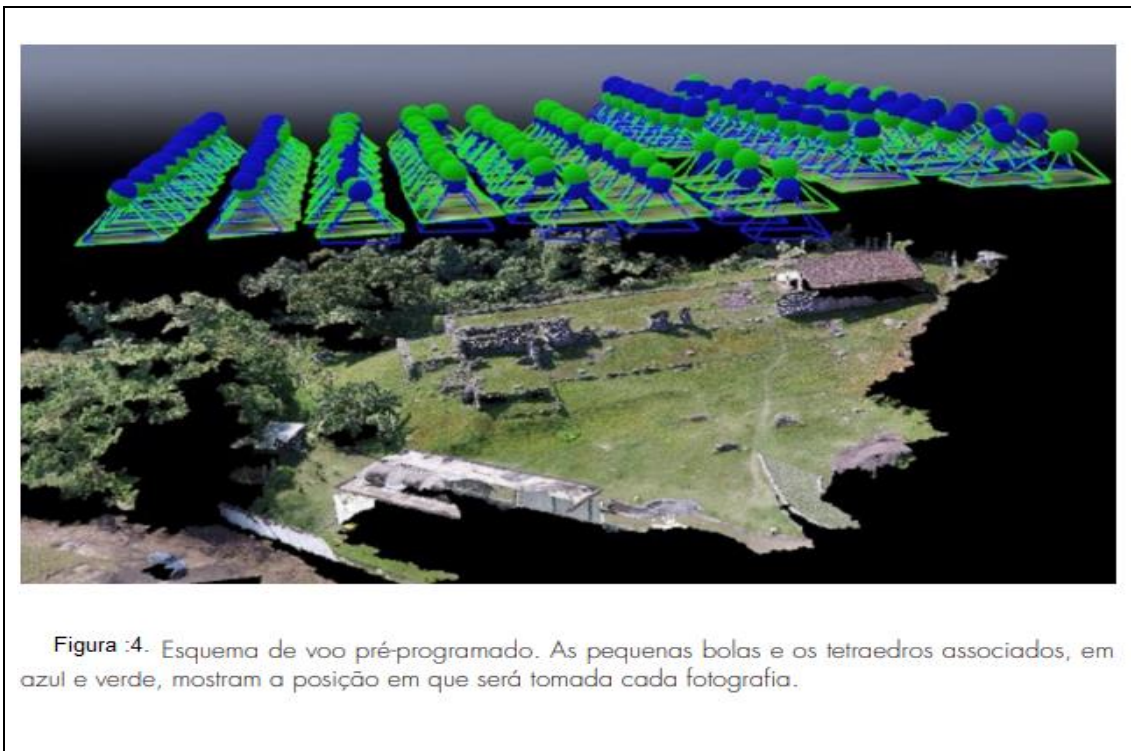 Figura :4. Esquema de voo pré-programado. As pequenas bolas e os tetraedros associados, em
azul e verde, mostram a posição em que será tomada cada fotografia.